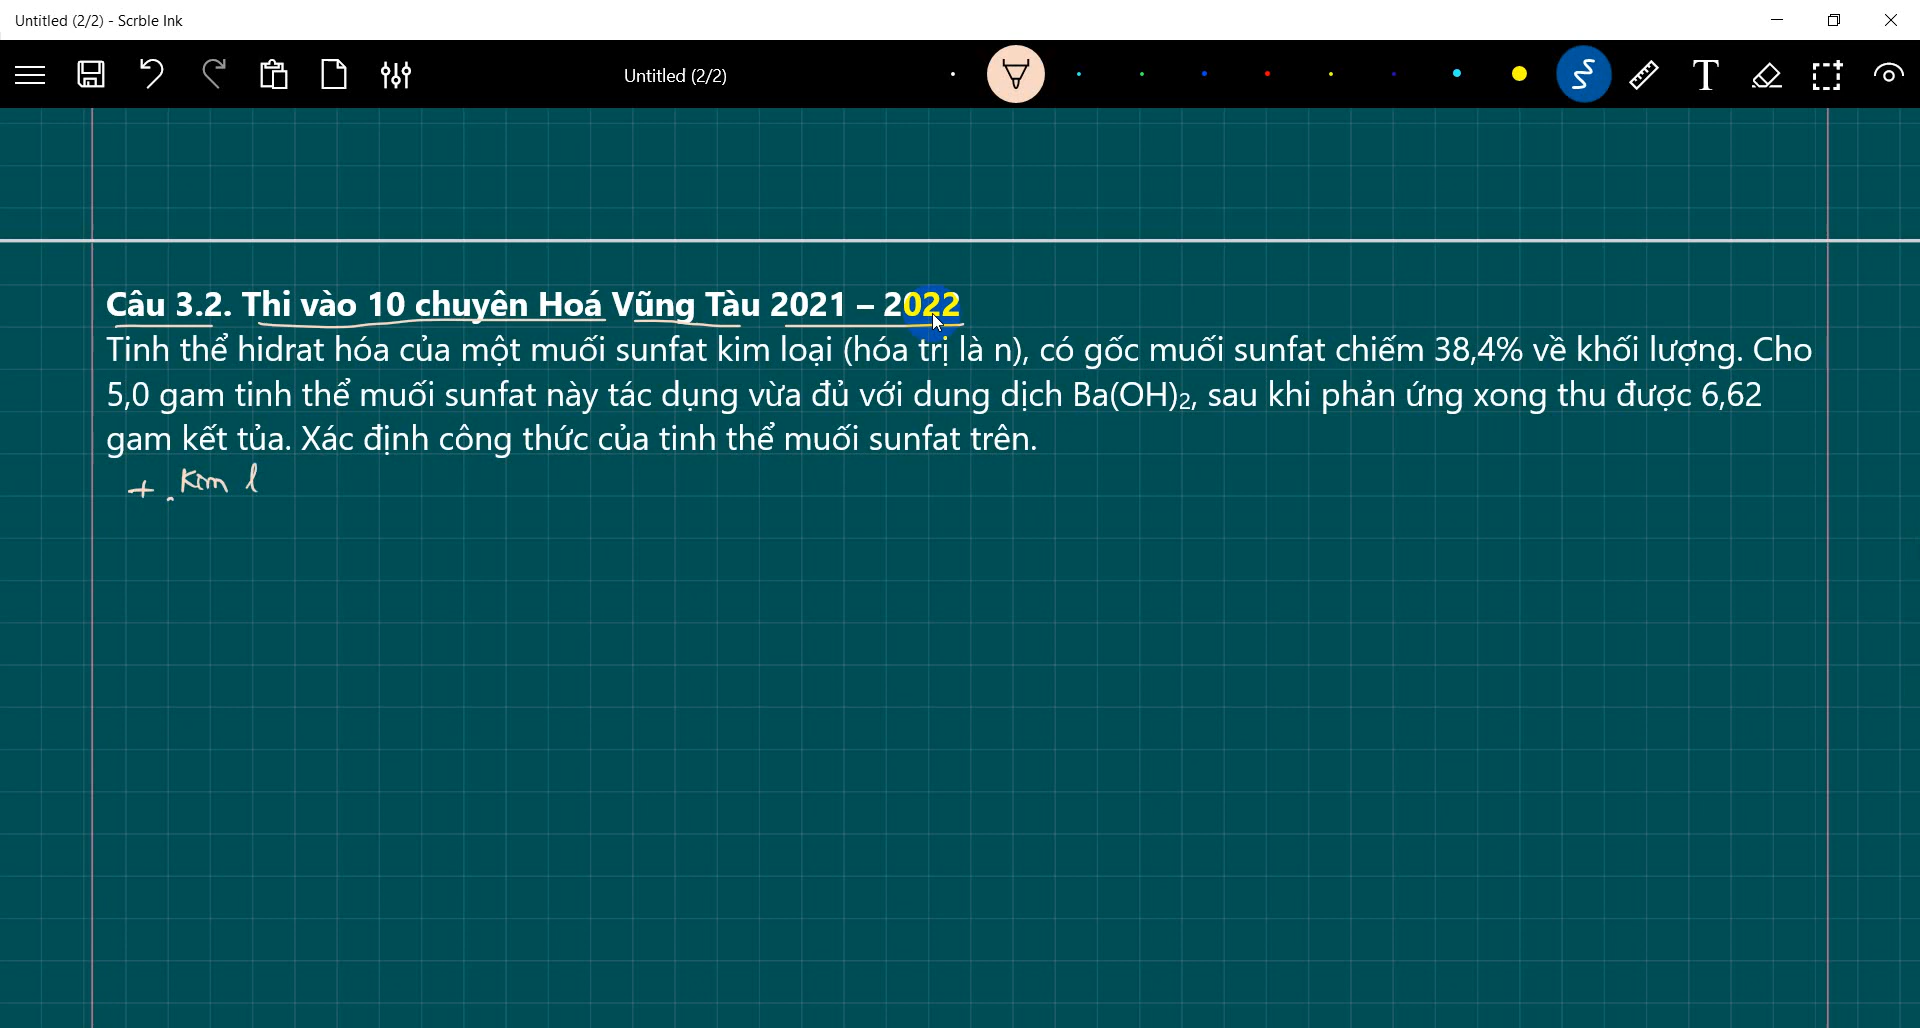 Untitled (2/2) - Scrble Ink
Untitled (2/2)
T
Câu 3.2. Thi vào 10 chuyên Hoá Vũng Tàu 2021 – 2022
Tinh thể hidrat hóa của một muối sunfat kim loại (hóa trị là n), có gốc muối sunfat chiếm 38,4% về khối lượng. Cho
5,0 gam tinh thể muối sunfat này tác dụng vừa đủ với dung dịch Ba(OH)₂, sau khi phản ứng xong thu được 6,62
gam kết tủa. Xác định công thức của tinh thể muối sunfat trên.
+ . Kim l